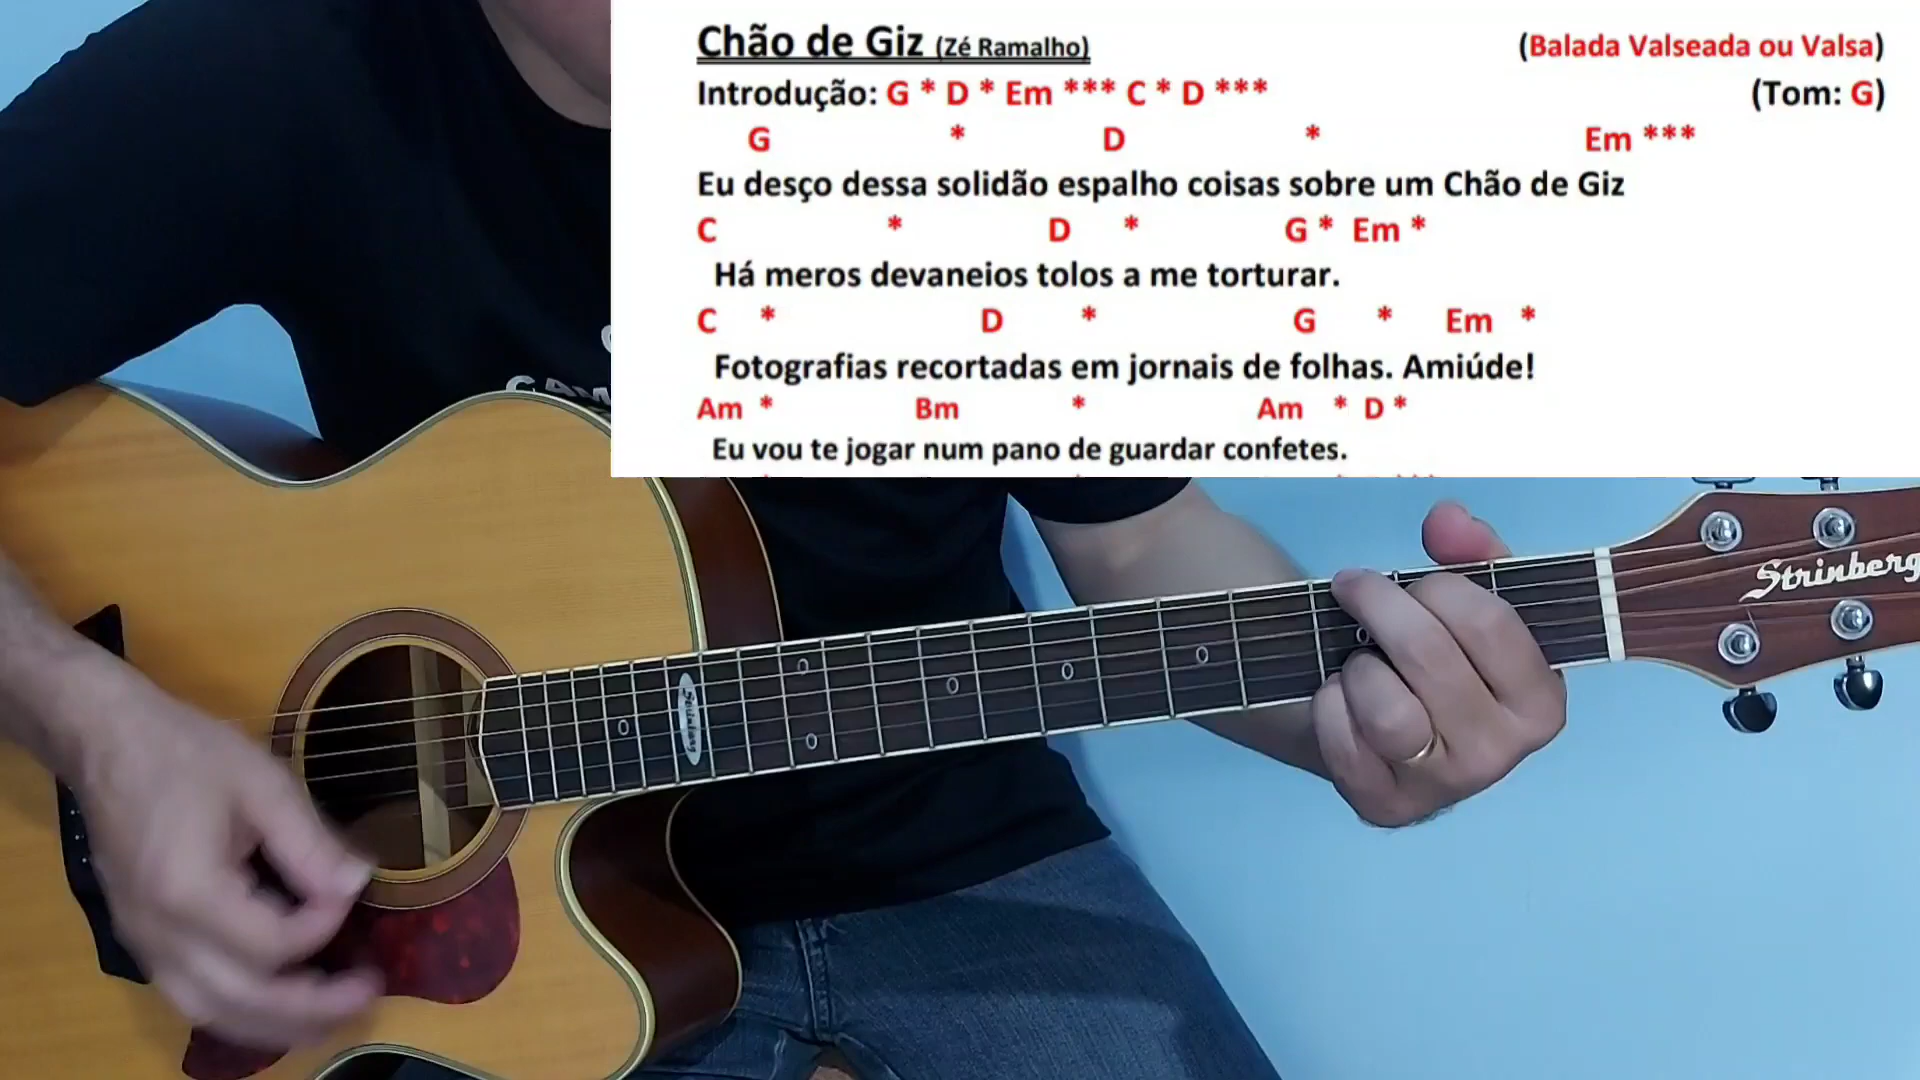 Chão de Giz (Zé Ramalho) (Balada Valseada ou Valsa)
Introdução: G * D * Em *** C * D *** (Tom: G)
G * D * Em ***
Eu desço dessa solidão espalho coisas sobre um Chão de Giz
C * D * G * Em *
Há meros devaneios tolos a me torturar.
C * D * G * Em *
Fotografias recortadas em jornais de folhas. Amiúde!
Am * Bm * Am * D *
Eu vou te jogar num pano de guardar confetes.
Strinberg